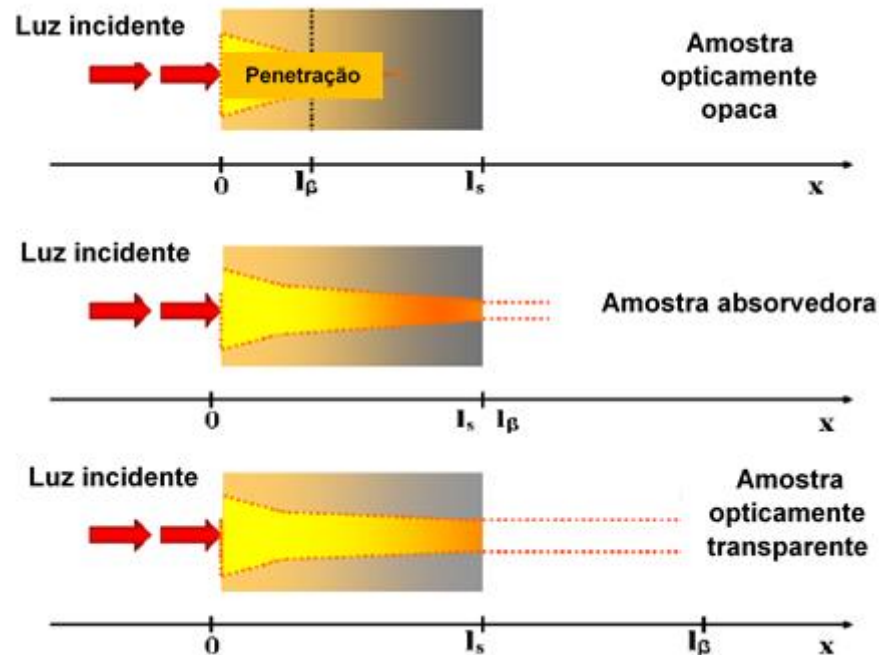 Luz incidente
Penetração
Amostra
opticamente
opaca
0 lβ ls x
Luz incidente
Amostra absorvedora
0 ls lβ x
Luz incidente
Amostra
opticamente
transparente
0 ls lβ x